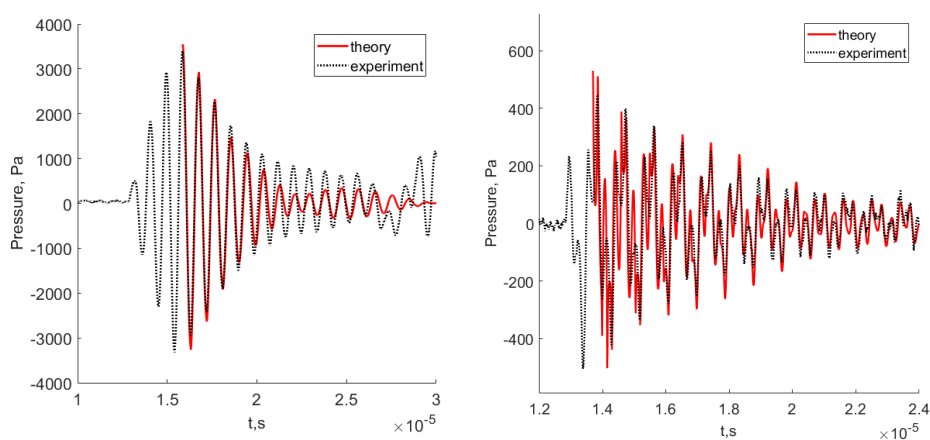 4000
3000
2000
1000
0
-1000
-2000
-3000
-4000
Pressure, Pa
theory
experiment
1 1.5 2 2.5 3
t,s
×10⁻⁵
600
400
200
0
-200
-400
Pressure, Pa
theory
experiment
1.2 1.4 1.6 1.8 2 2.2 2.4
t,s
×10⁻⁵